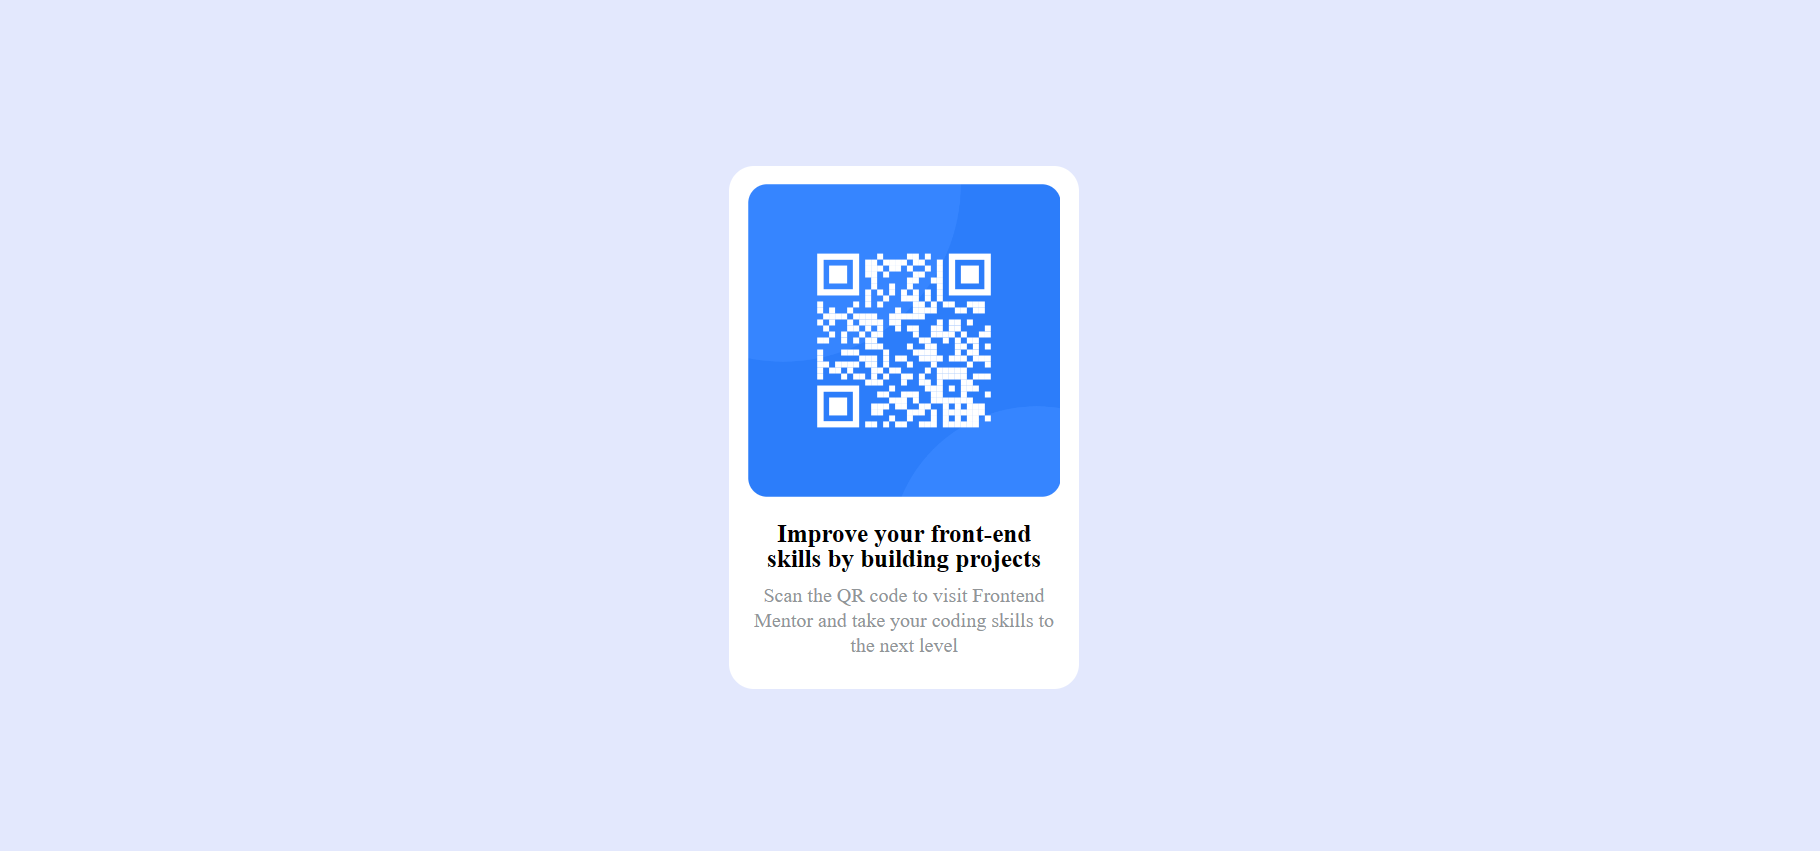 Improve your front-end
skills by building projects
Scan the QR code to visit Frontend
Mentor and take your coding skills to
the next level